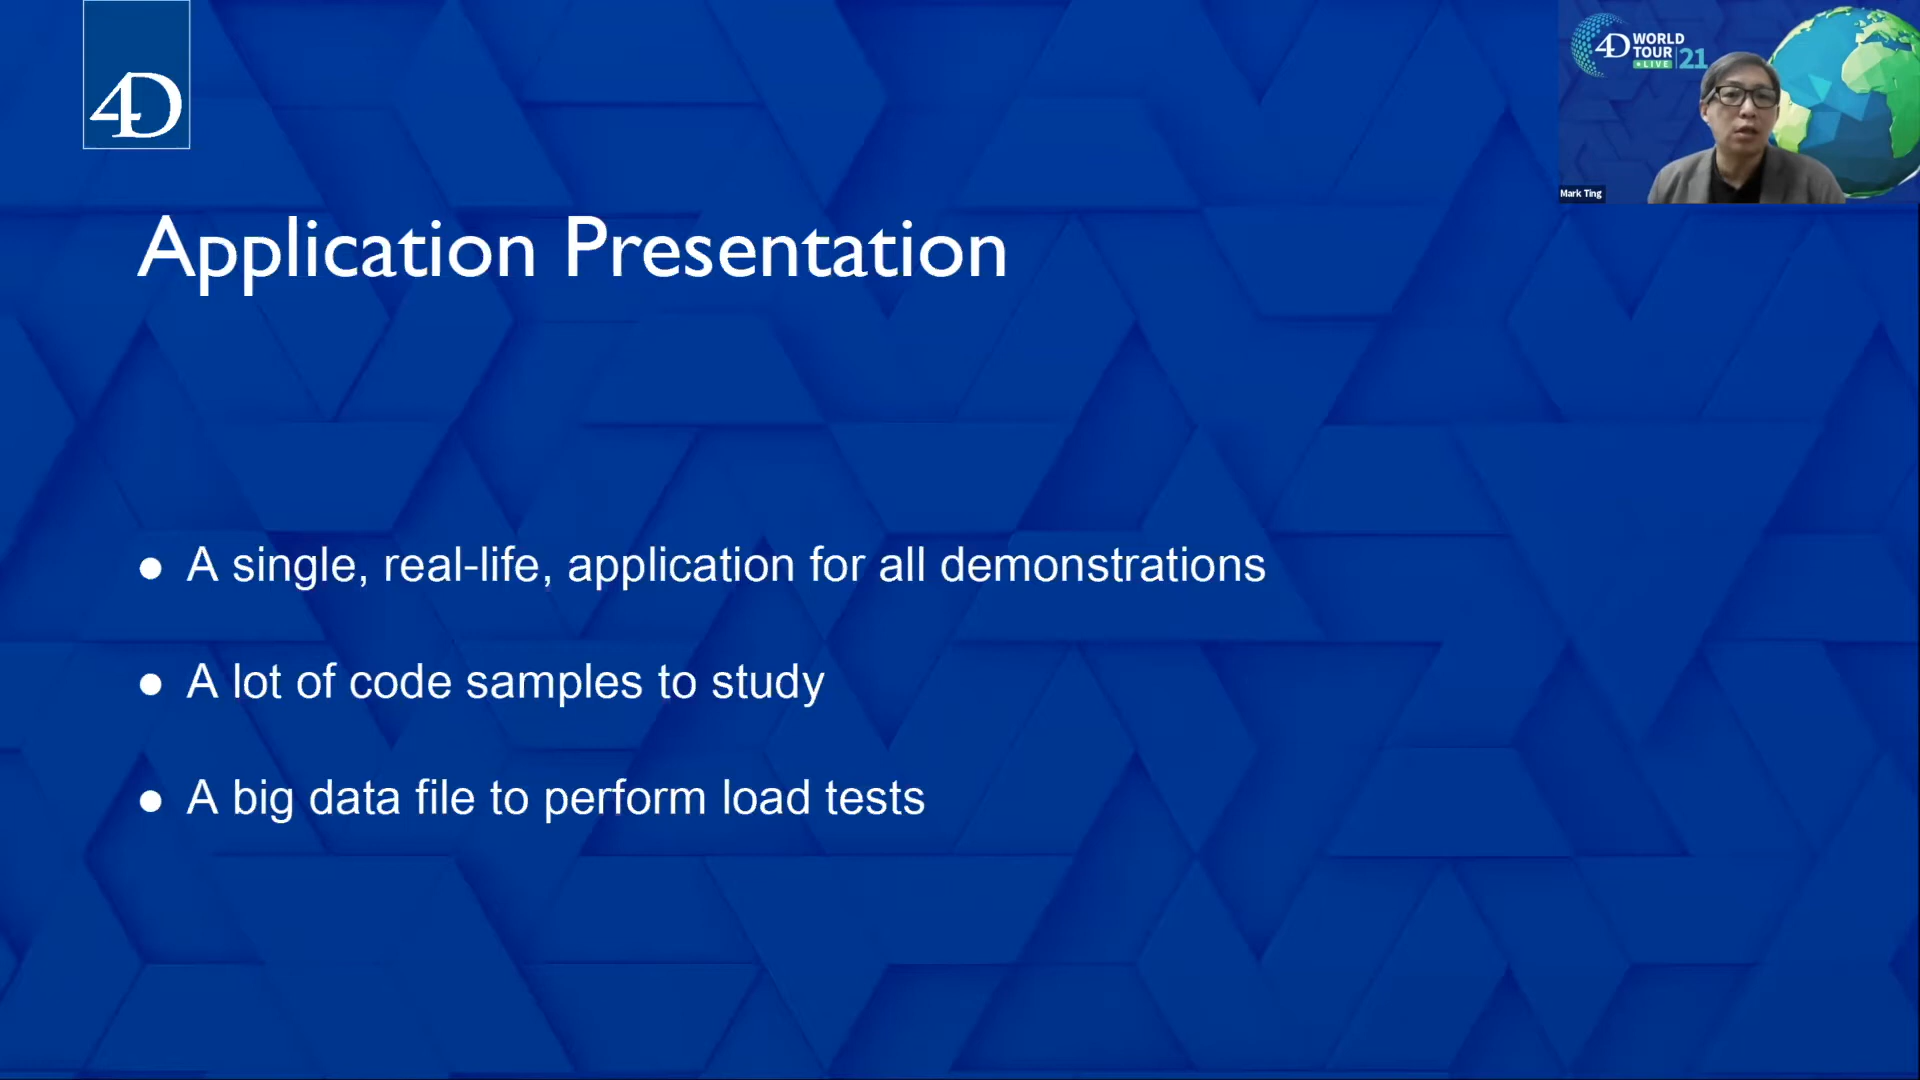 4D
4D WORLD
TOUR
• LIVE 21
Mark Ting
Application Presentation
● A single, real-life, application for all demonstrations
● A lot of code samples to study
● A big data file to perform load tests